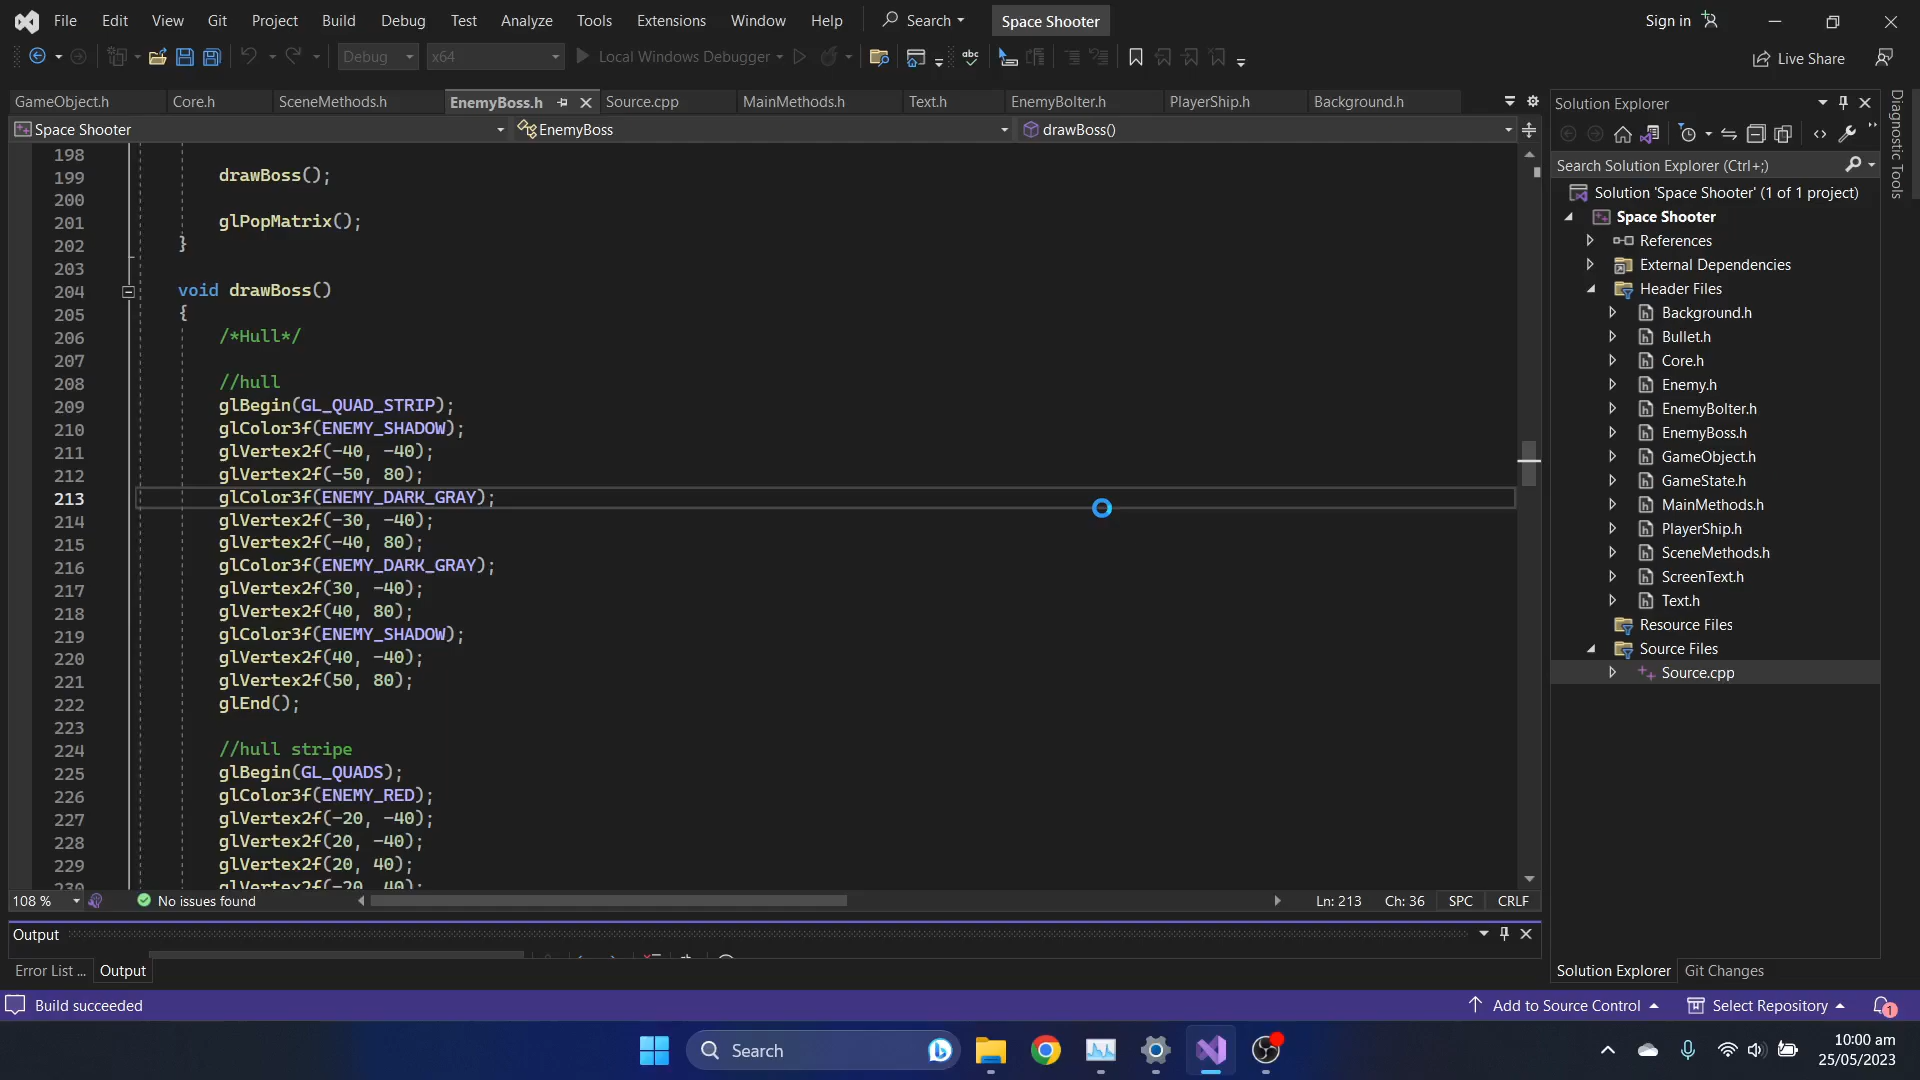 File Edit View Git Project Build Debug Test Analyze Tools Extensions Window Help Search Space Shooter Sign in
Debug x64 Local Windows Debugger abc Live Share
GameObject.h Core.h SceneMethods.h EnemyBoss.h Source.cpp MainMethods.h Text.h EnemyBolter.h PlayerShip.h Background.h
Space Shooter EnemyBoss drawBoss()
198
199 drawBoss();
200
201 glPopMatrix();
202 }
203
204 void drawBoss()
205 {
206 /*Hull*/
207
208 //hull
209 glBegin(GL_QUAD_STRIP);
210 glColor3f(ENEMY_SHADOW);
211 glVertex2f(-40, -40);
212 glVertex2f(-50, 80);
213 glColor3f(ENEMY_DARK_GRAY);
214 glVertex2f(-30, -40);
215 glVertex2f(-40, 80);
216 glColor3f(ENEMY_DARK_GRAY);
217 glVertex2f(30, -40);
218 glVertex2f(40, 80);
219 glColor3f(ENEMY_SHADOW);
220 glVertex2f(40, -40);
221 glVertex2f(50, 80);
222 glEnd();
223
224 //hull stripe
225 glBegin(GL_QUADS);
226 glColor3f(ENEMY_RED);
227 glVertex2f(-20, -40);
228 glVertex2f(20, -40);
229 glVertex2f(20, 40);
230 glVertex2f(-20, 40);
108 % No issues found Ln: 213 Ch: 36 SPC CRLF
Output
Error List ... Output
Solution Explorer
Search Solution Explorer (Ctrl+;)
Solution 'Space Shooter' (1 of 1 project)
Space Shooter
References
External Dependencies
Header Files
Background.h
Bullet.h
Core.h
Enemy.h
EnemyBolter.h
EnemyBoss.h
GameObject.h
GameState.h
MainMethods.h
PlayerShip.h
SceneMethods.h
ScreenText.h
Text.h
Resource Files
Source Files
Source.cpp
Solution Explorer Git Changes
Diagnostic Tools
Build succeeded Add to Source Control Select Repository 1
Search
10:00 am
25/05/2023